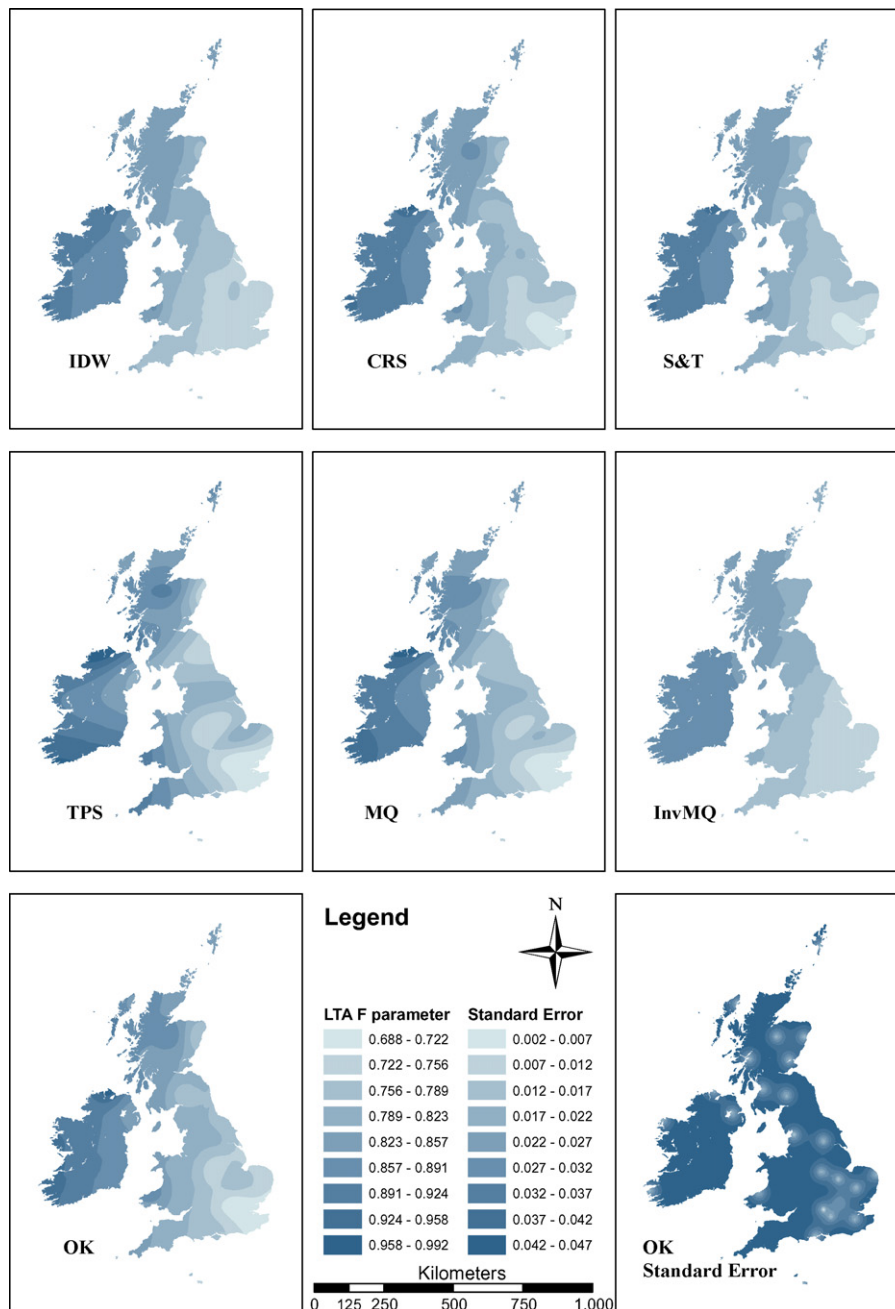 IDW
CRS
S&T
TPS
MQ
InvMQ
OK
Legend
N
LTA F parameter
0.688 - 0.722
0.722 - 0.756
0.756 - 0.789
0.789 - 0.823
0.823 - 0.857
0.857 - 0.891
0.891 - 0.924
0.924 - 0.958
0.958 - 0.992
Standard Error
0.002 - 0.007
0.007 - 0.012
0.012 - 0.017
0.017 - 0.022
0.022 - 0.027
0.027 - 0.032
0.032 - 0.037
0.037 - 0.042
0.042 - 0.047
Kilometers
0 125 250 500 750 1.000
OK
Standard Error